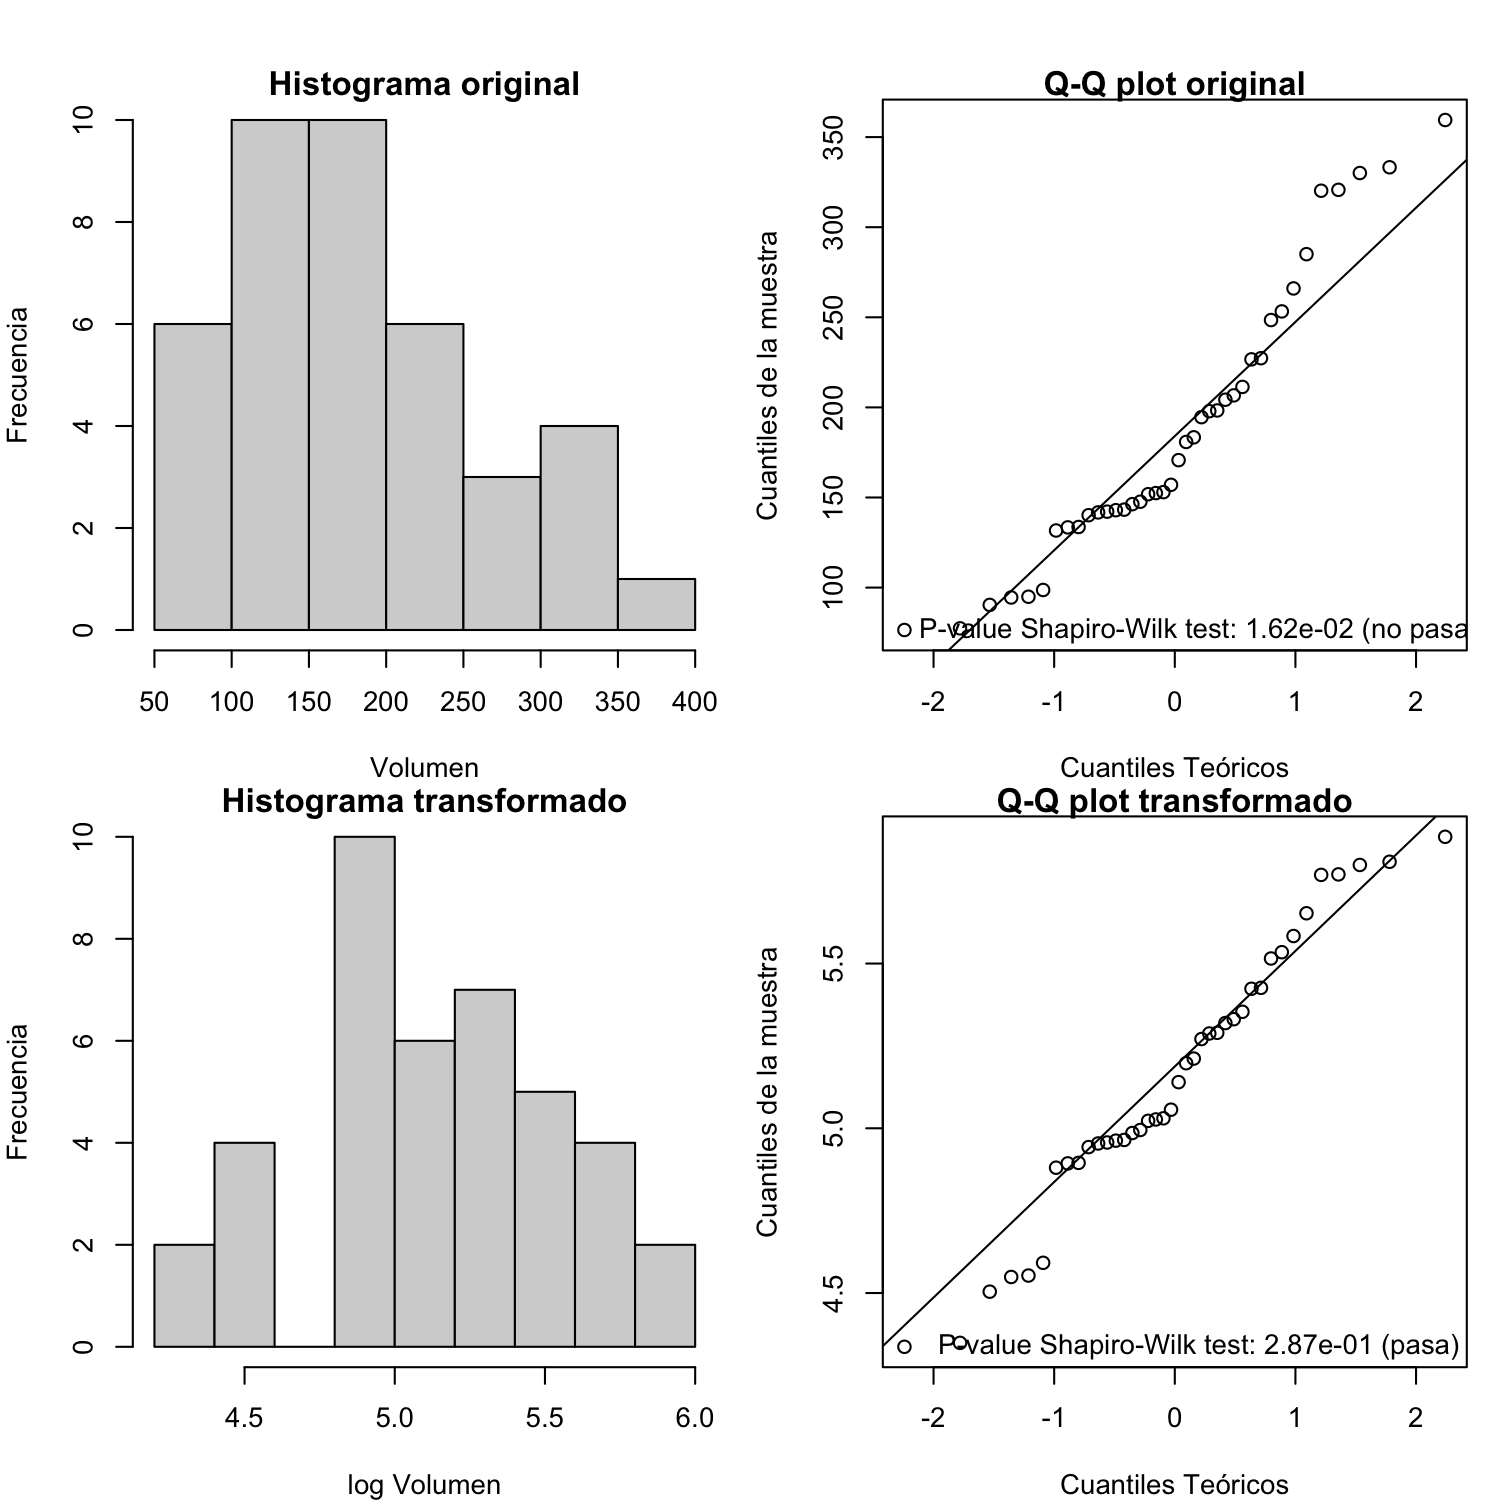 Histograma original
Frecuencia
10
8
6
4
2
0
50 100 150 200 250 300 350 400
Volumen
Q-Q plot original
Cuantiles de la muestra
350
300
250
200
150
100
P-value Shapiro-Wilk test: 1.62e-02 (no pasa
-2 -1 0 1 2
Cuantiles Teóricos
Histograma transformado
Frecuencia
10
8
6
4
2
0
4.5 5.0 5.5 6.0
log Volumen
Q-Q plot transformado
Cuantiles de la muestra
5.5
5.0
4.5
P-value Shapiro-Wilk test: 2.87e-01 (pasa)
-2 -1 0 1 2
Cuantiles Teóricos